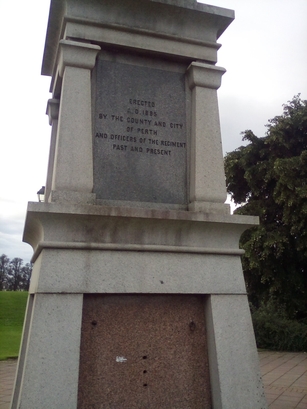 ERECTED
A.D. 1896
BY THE COUNTY AND CITY
OF PERTH
AND OFFICERS OF THE REGIMENT
PAST AND PRESENT